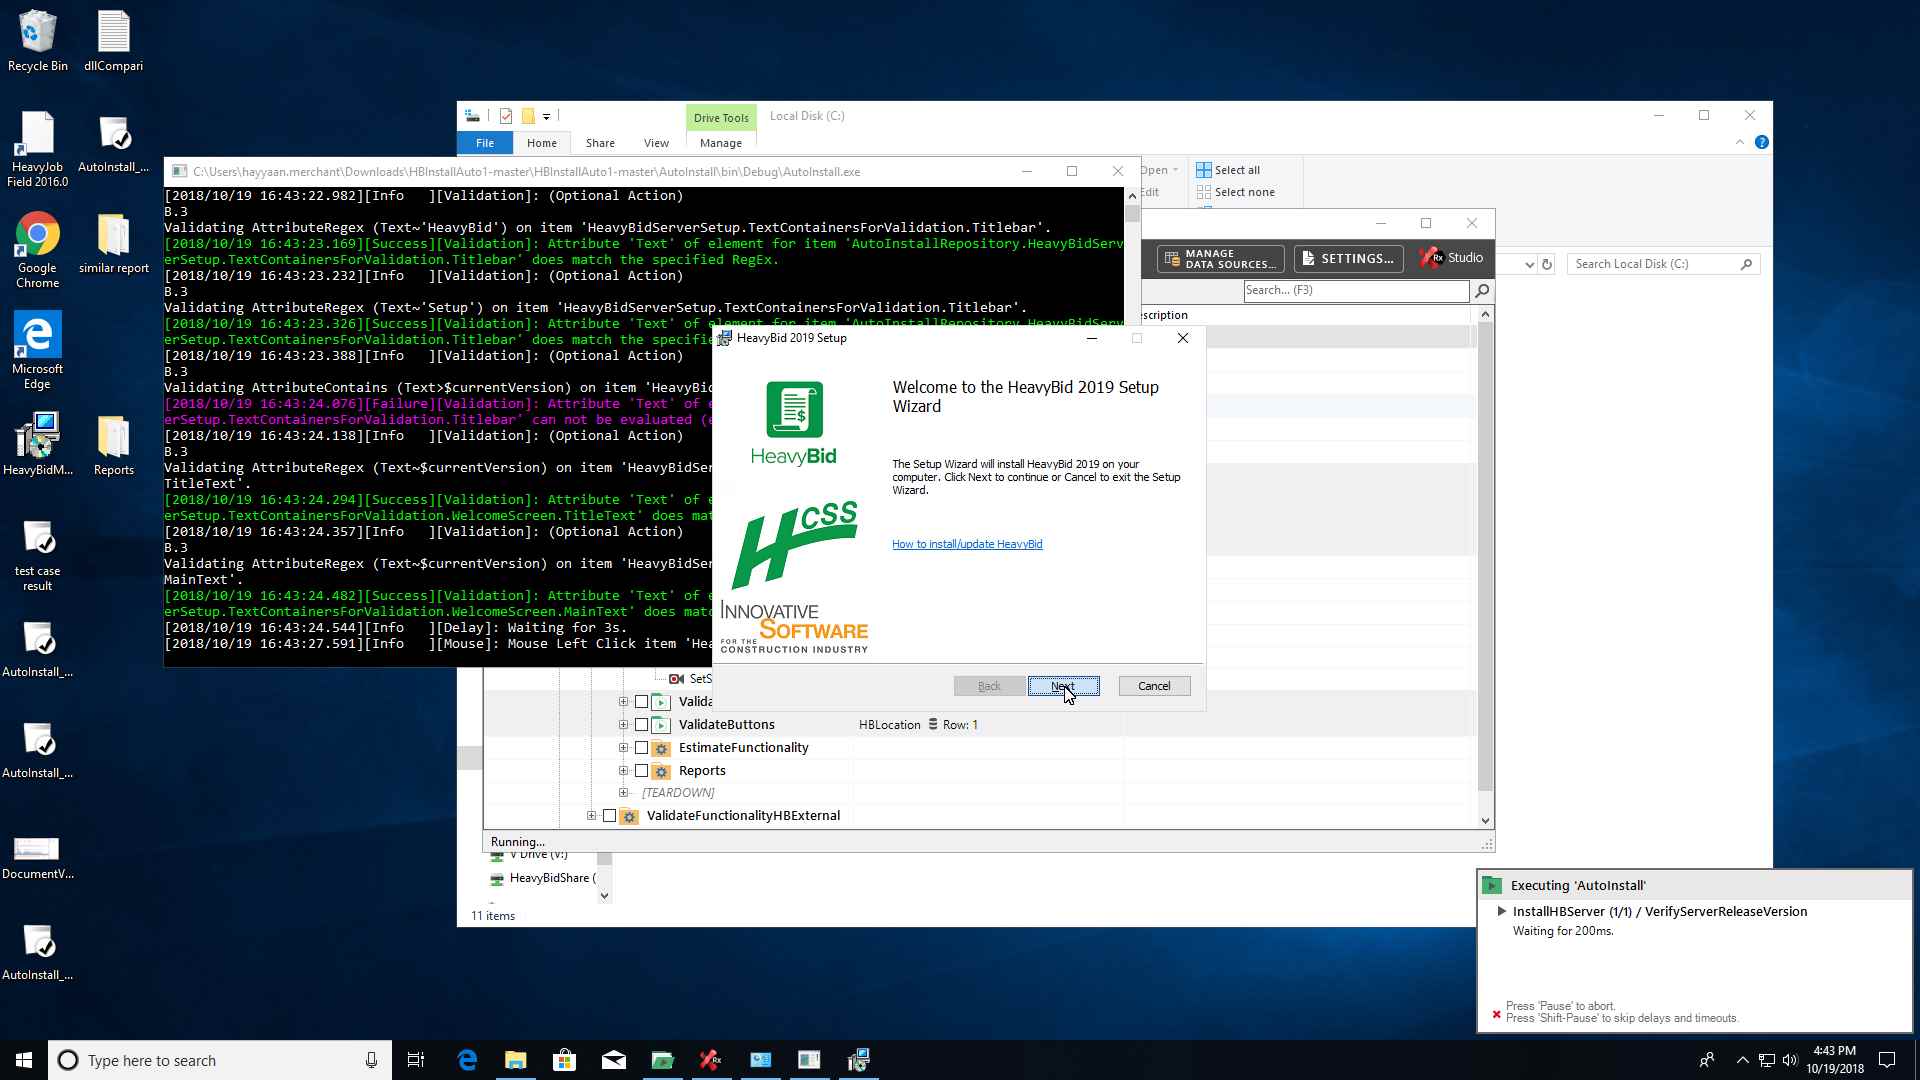 Recycle Bin
dllCompari
HeavyJob
Field 2016.0
AutoInstall_...
Google
Chrome
similar report
Microsoft
Edge
HeavyBidM...
Reports
test case
result
AutoInstall_...
AutoInstall_...
DocumentV...
AutoInstall_...
Drive Tools
Local Disk (C:)
File
Home
Share
View
Manage
Open
Edit
Select all
Select none
Search Local Disk (C:)
C:\Users\hayyaan.merchant\Downloads\HBInstallAuto1-master\HBInstallAuto1-master\AutoInstall\bin\Debug\AutoInstall.exe
[2018/10/19 16:43:22.982][Info   ][Validation]: (Optional Action)
B.3
Validating AttributeRegex (Text~'HeavyBid') on item 'HeavyBidServerSetup.TextContainersForValidation.Titlebar'.
[2018/10/19 16:43:23.169][Success][Validation]: Attribute 'Text' of element for item 'AutoInstallRepository.HeavyBidServ
erSetup.TextContainersForValidation.Titlebar' does match the specified RegEx.
[2018/10/19 16:43:23.232][Info   ][Validation]: (Optional Action)
B.3
Validating AttributeRegex (Text~'Setup') on item 'HeavyBidServerSetup.TextContainersForValidation.Titlebar'.
[2018/10/19 16:43:23.326][Success][Validation]: Attribute 'Text' of element for item 'AutoInstallRepository.HeavyBidServ
erSetup.TextContainersForValidation.Titlebar' does match the specifie
[2018/10/19 16:43:23.388][Info   ][Validation]: (Optional Action)
B.3
Validating AttributeContains (Text>$currentVersion) on item 'HeavyBid
[2018/10/19 16:43:24.076][Failure][Validation]: Attribute 'Text' of e
erSetup.TextContainersForValidation.Titlebar' can not be evaluated (e
[2018/10/19 16:43:24.138][Info   ][Validation]: (Optional Action)
B.3
Validating AttributeRegex (Text~$currentVersion) on item 'HeavyBidSer
TitleText'.
[2018/10/19 16:43:24.294][Success][Validation]: Attribute 'Text' of e
erSetup.TextContainersForValidation.WelcomeScreen.TitleText' does mat
[2018/10/19 16:43:24.357][Info   ][Validation]: (Optional Action)
B.3
Validating AttributeRegex (Text~$currentVersion) on item 'HeavyBidSer
MainText'.
[2018/10/19 16:43:24.482][Success][Validation]: Attribute 'Text' of e
erSetup.TextContainersForValidation.WelcomeScreen.MainText' does matc
[2018/10/19 16:43:24.544][Info   ][Delay]: Waiting for 3s.
[2018/10/19 16:43:27.591][Info   ][Mouse]: Mouse Left Click item 'Hea
MANAGE
DATA SOURCES...
SETTINGS...
Rx Studio
Search... (F3)
escription
HeavyBid 2019 Setup
Welcome to the HeavyBid 2019 Setup
Wizard
HeavyBid
The Setup Wizard will install HeavyBid 2019 on your
computer. Click Next to continue or Cancel to exit the Setup
Wizard.
HCSS
How to install/update HeavyBid
INNOVATIVE
SOFTWARE
FOR THE
CONSTRUCTION INDUSTRY
Back
Next
Cancel
SetS
Valida
ValidateButtons
HBLocation
Row: 1
EstimateFunctionality
Reports
[TEARDOWN]
ValidateFunctionalityHBExternal
Running...
V Drive (V:)
HeavyBidShare (
11 items
Executing 'AutoInstall'
InstallHBServer (1/1) / VerifyServerReleaseVersion
Waiting for 200ms.
Press 'Pause' to abort.
Press 'Shift-Pause' to skip delays and timeouts.
Type here to search
4:43 PM
10/19/2018